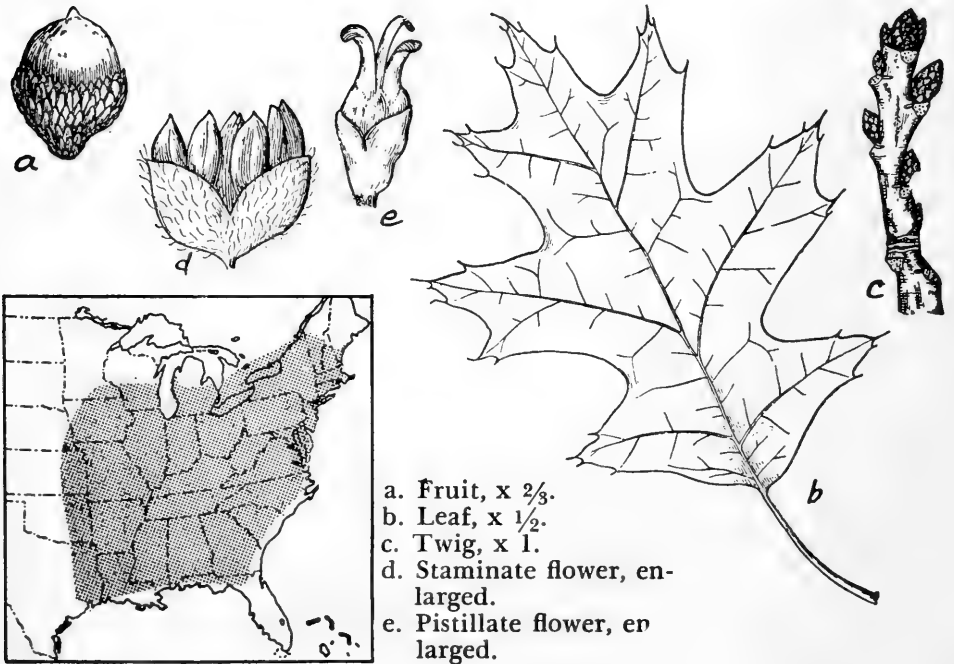 a
d
e
c
b
a. Fruit, x 2/3.
b. Leaf, x 1/2.
c. Twig, x 1.
d. Staminate flower, en-
larged.
e. Pistillate flower, en
larged.